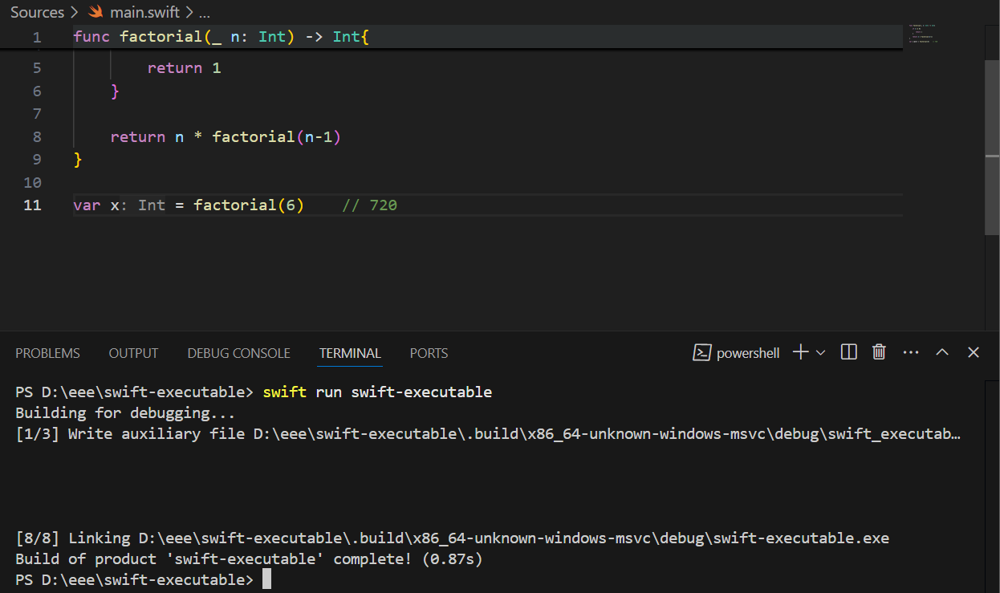 Sources > main.swift > ...
1 func factorial(_ n: Int) -> Int{
5 return 1
6 }
7
8 return n * factorial(n-1)
9 }
10
11 var x: Int = factorial(6) // 720
PROBLEMS OUTPUT DEBUG CONSOLE TERMINAL PORTS powershell
PS D:\eee\swift-executable> swift run swift-executable
Building for debugging...
[1/3] Write auxiliary file D:\eee\swift-executable\.build\x86_64-unknown-windows-msvc\debug\swift_executab…
[8/8] Linking D:\eee\swift-executable\.build\x86_64-unknown-windows-msvc\debug\swift-executable.exe
Build of product 'swift-executable' complete! (0.87s)
PS D:\eee\swift-executable>